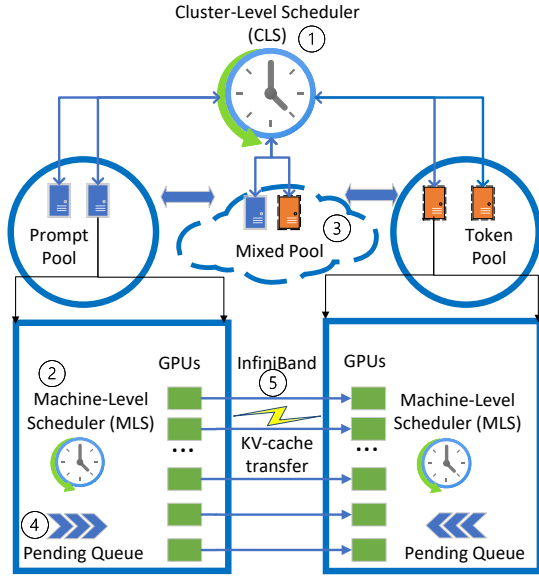 Cluster-Level Scheduler
(CLS)
1
Prompt
Pool
3
Mixed Pool
Token
Pool
GPUs
InfiniBand
GPUs
2
5
Machine-Level
Scheduler (MLS)
Machine-Level
Scheduler (MLS)
...
KV-cache
transfer
...
4
Pending Queue
Pending Queue